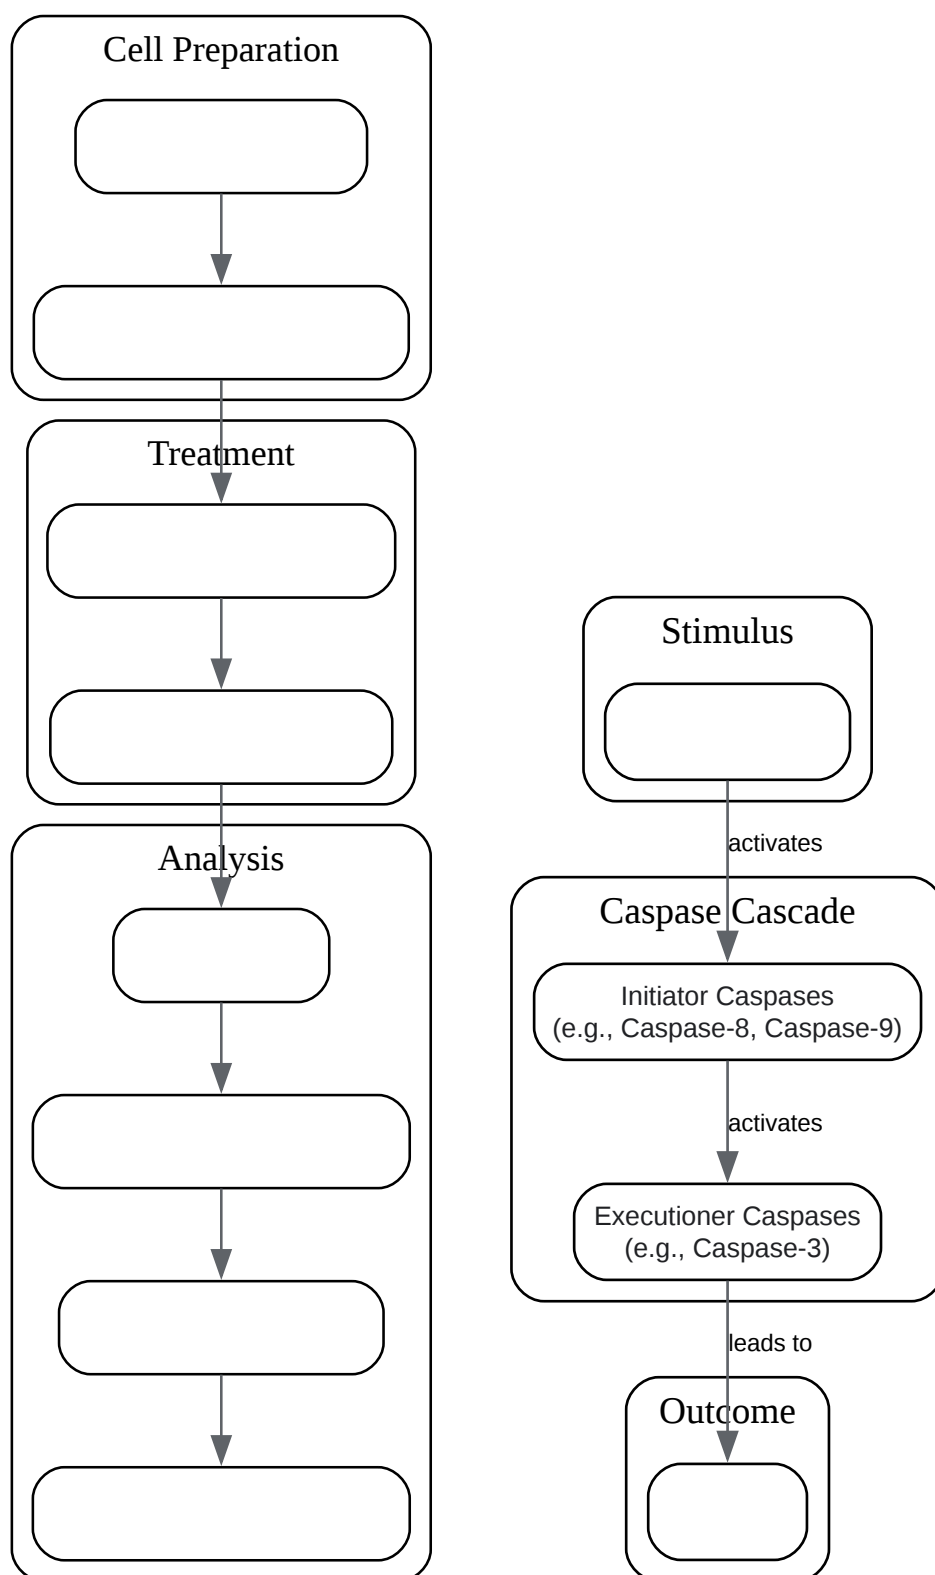 Cell Preparation
Treatment
Analysis
Stimulus
activates
Caspase Cascade
Initiator Caspases
(e.g., Caspase-8, Caspase-9)
activates
Executioner Caspases
(e.g., Caspase-3)
leads to
Outcome